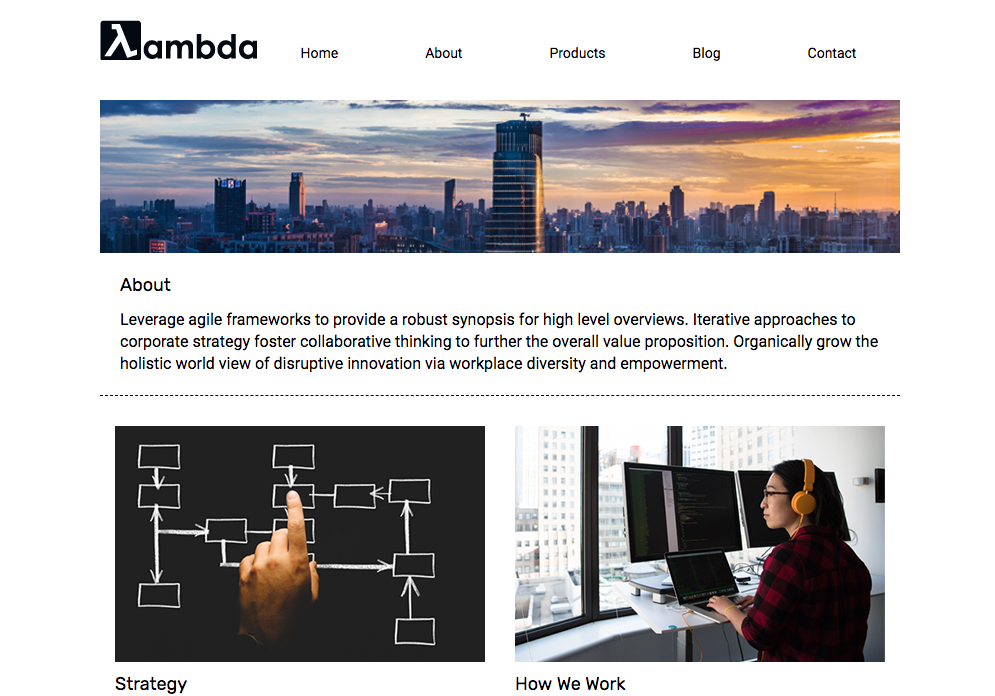 λambda
Home About Products Blog Contact
About
Leverage agile frameworks to provide a robust synopsis for high level overviews. Iterative approaches to
corporate strategy foster collaborative thinking to further the overall value proposition. Organically grow the
holistic world view of disruptive innovation via workplace diversity and empowerment.
Strategy
How We Work